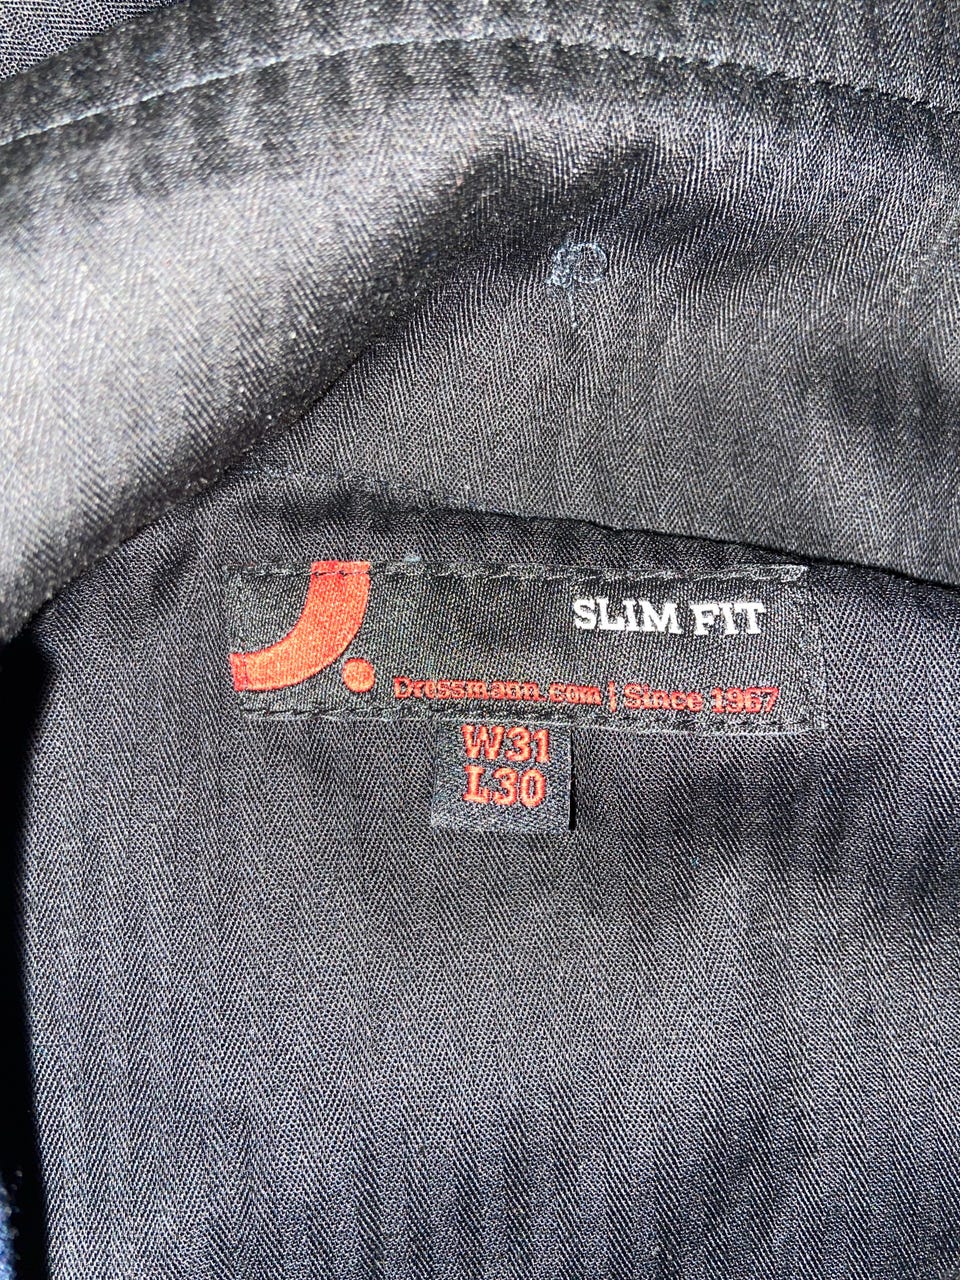 SLIM FIT
Dressmann.com | Since 1967
W31
L30